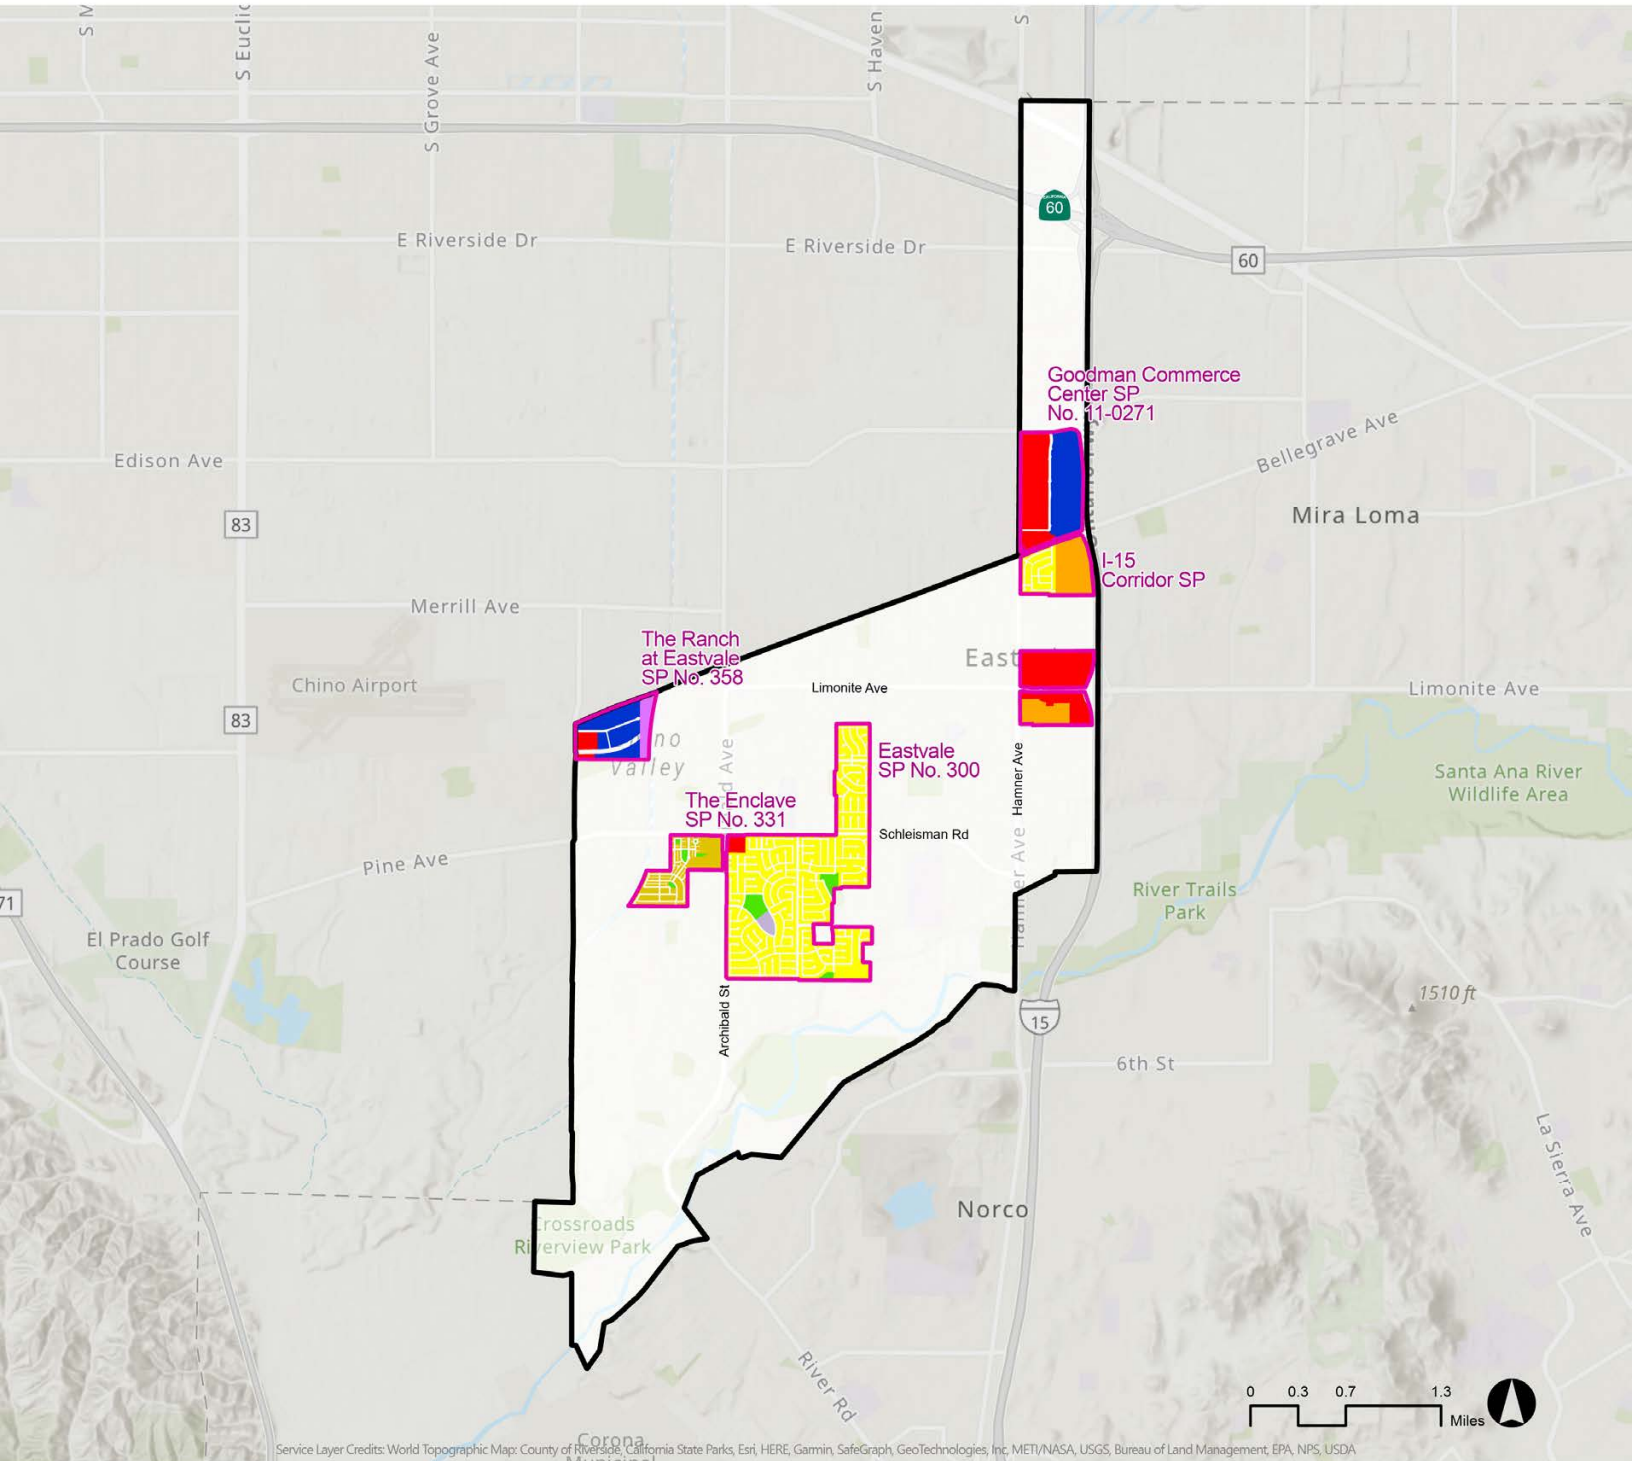 S Grove Ave
S Haven
S
60
E Riverside Dr
E Riverside Dr
60
Goodman Commerce
Center SP
No. 11-0271
Bellegrave Ave
Edison Ave
Mira Loma
83
I-15
Corridor SP
Merrill Ave
The Ranch
at Eastvale
SP No. 358
East
Chino Airport
Limonite Ave
Limonite Ave
83
no
Valley
Eastvale
SP No. 300
Hamner Ave
Santa Ana River
Wildlife Area
The Enclave
SP No. 331
Schleisman Rd
Pine Ave
River Trails
Park
71
El Prado Golf
Course
1510 ft
Archibald St
15
6th St
La Sierra Ave
Norco
Crossroads
Riverview Park
River Rd
0 0.3 0.7 1.3
Miles
Corona
Municipal
Service Layer Credits: World Topographic Map: County of Riverside, California State Parks, Esri, HERE, Garmin, SafeGraph, GeoTechnologies, Inc, METI/NASA, USGS, Bureau of Land Management, EPA, NPS, USDA